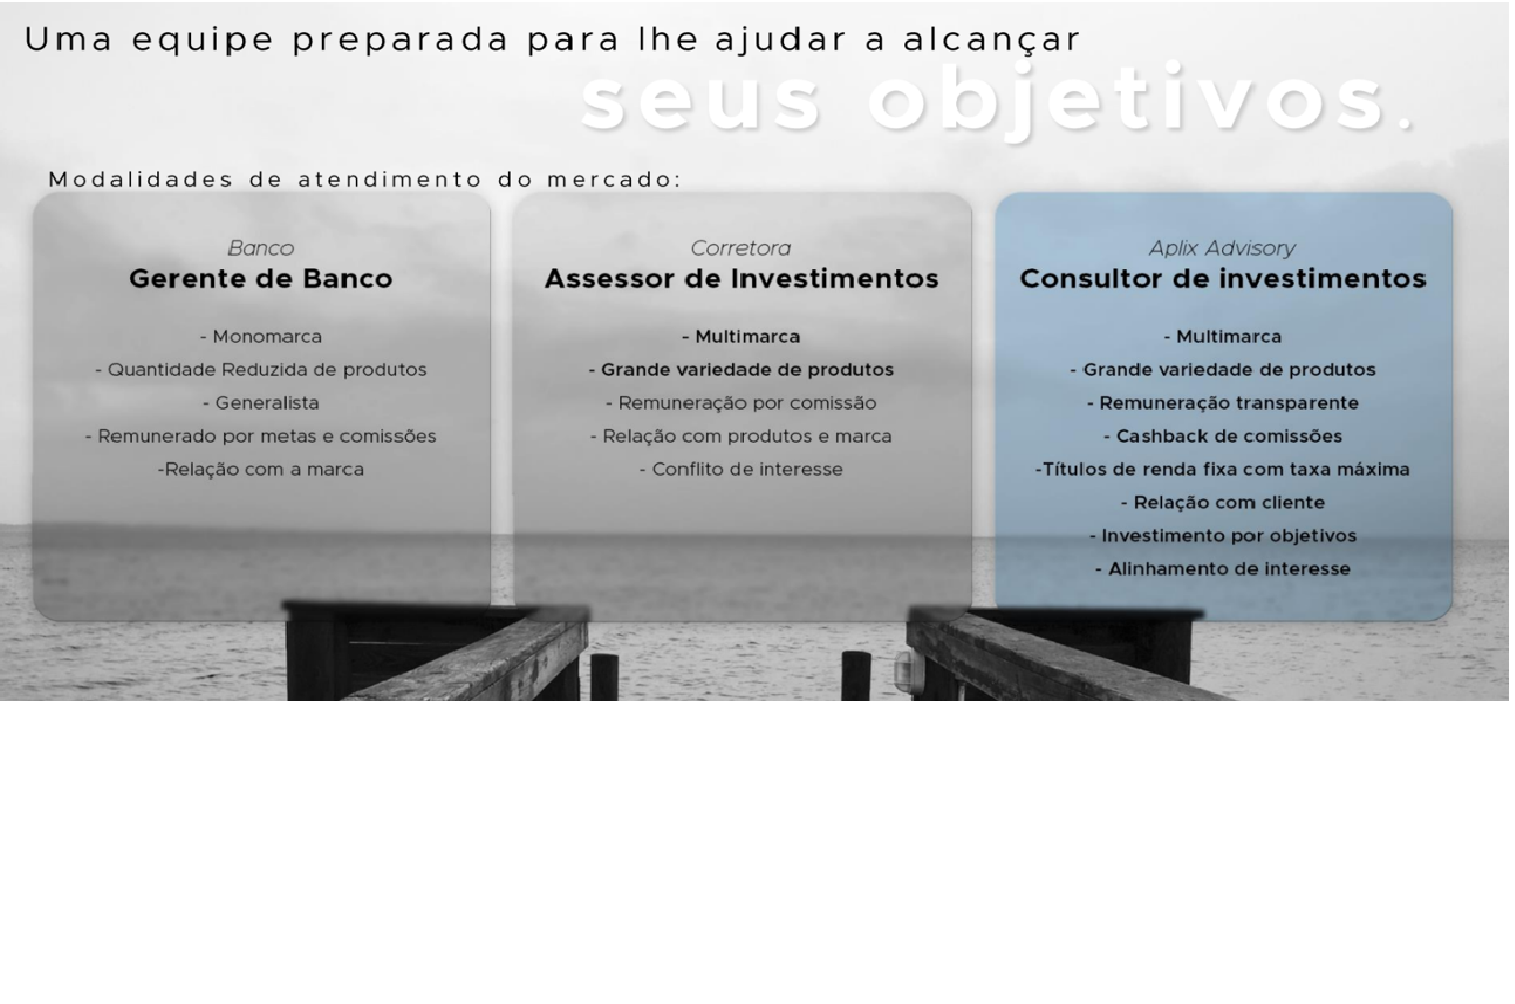 Uma equipe preparada para lhe ajudar a alcançar
seus objetivos.
Modalidades de atendimento do mercado:
Banco
Gerente de Banco
- Monomarca
- Quantidade Reduzida de produtos
- Generalista
- Remunerado por metas e comissões
-Relação com a marca
Corretora
Assessor de Investimentos
- Multimarca
- Grande variedade de produtos
- Remuneração por comissão
- Relação com produtos e marca
- Conflito de interesse
Aplix Advisory
Consultor de investimentos
- Multimarca
- Grande variedade de produtos
- Remuneração transparente
- Cashback de comissões
-Títulos de renda fixa com taxa máxima
- Relação com cliente
- Investimento por objetivos
- Alinhamento de interesse